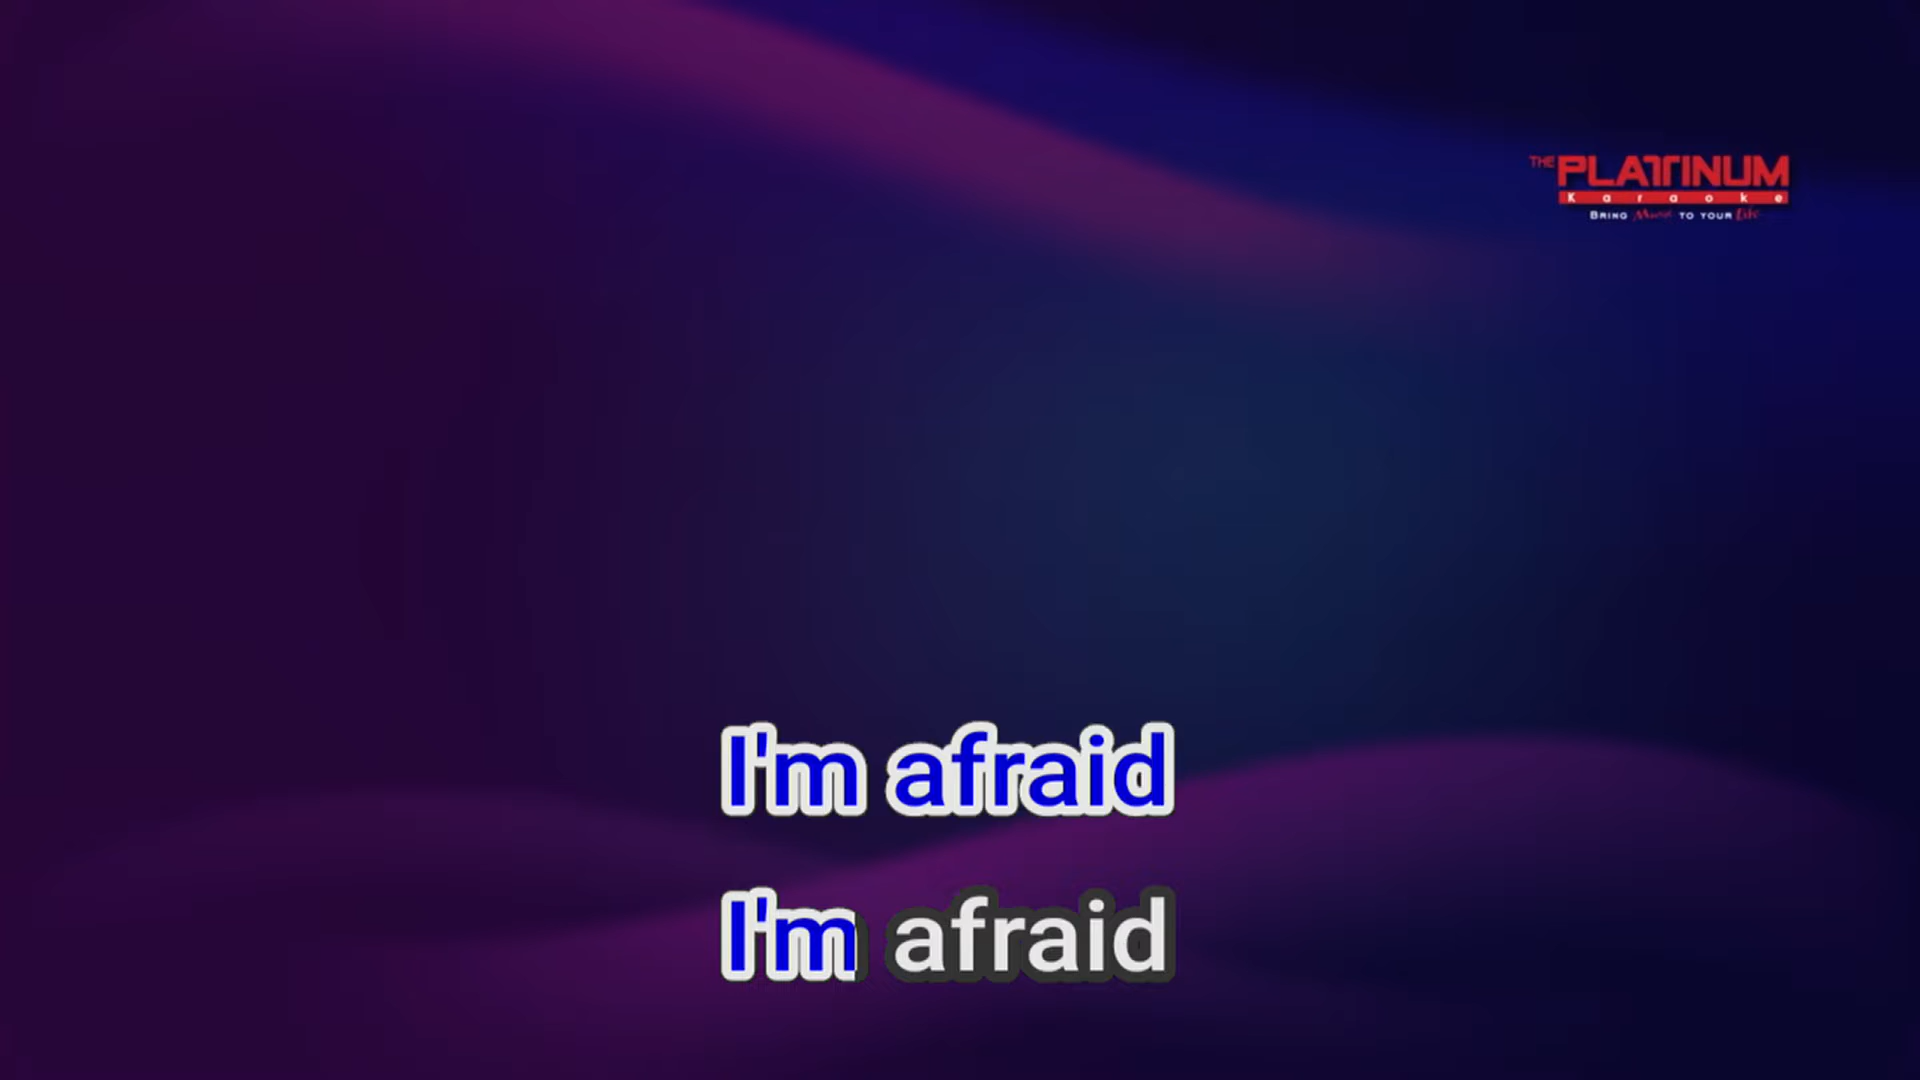 THE PLATINUM
Karaoke
BRING Music TO YOUR Life
I'm afraid
I'm afraid